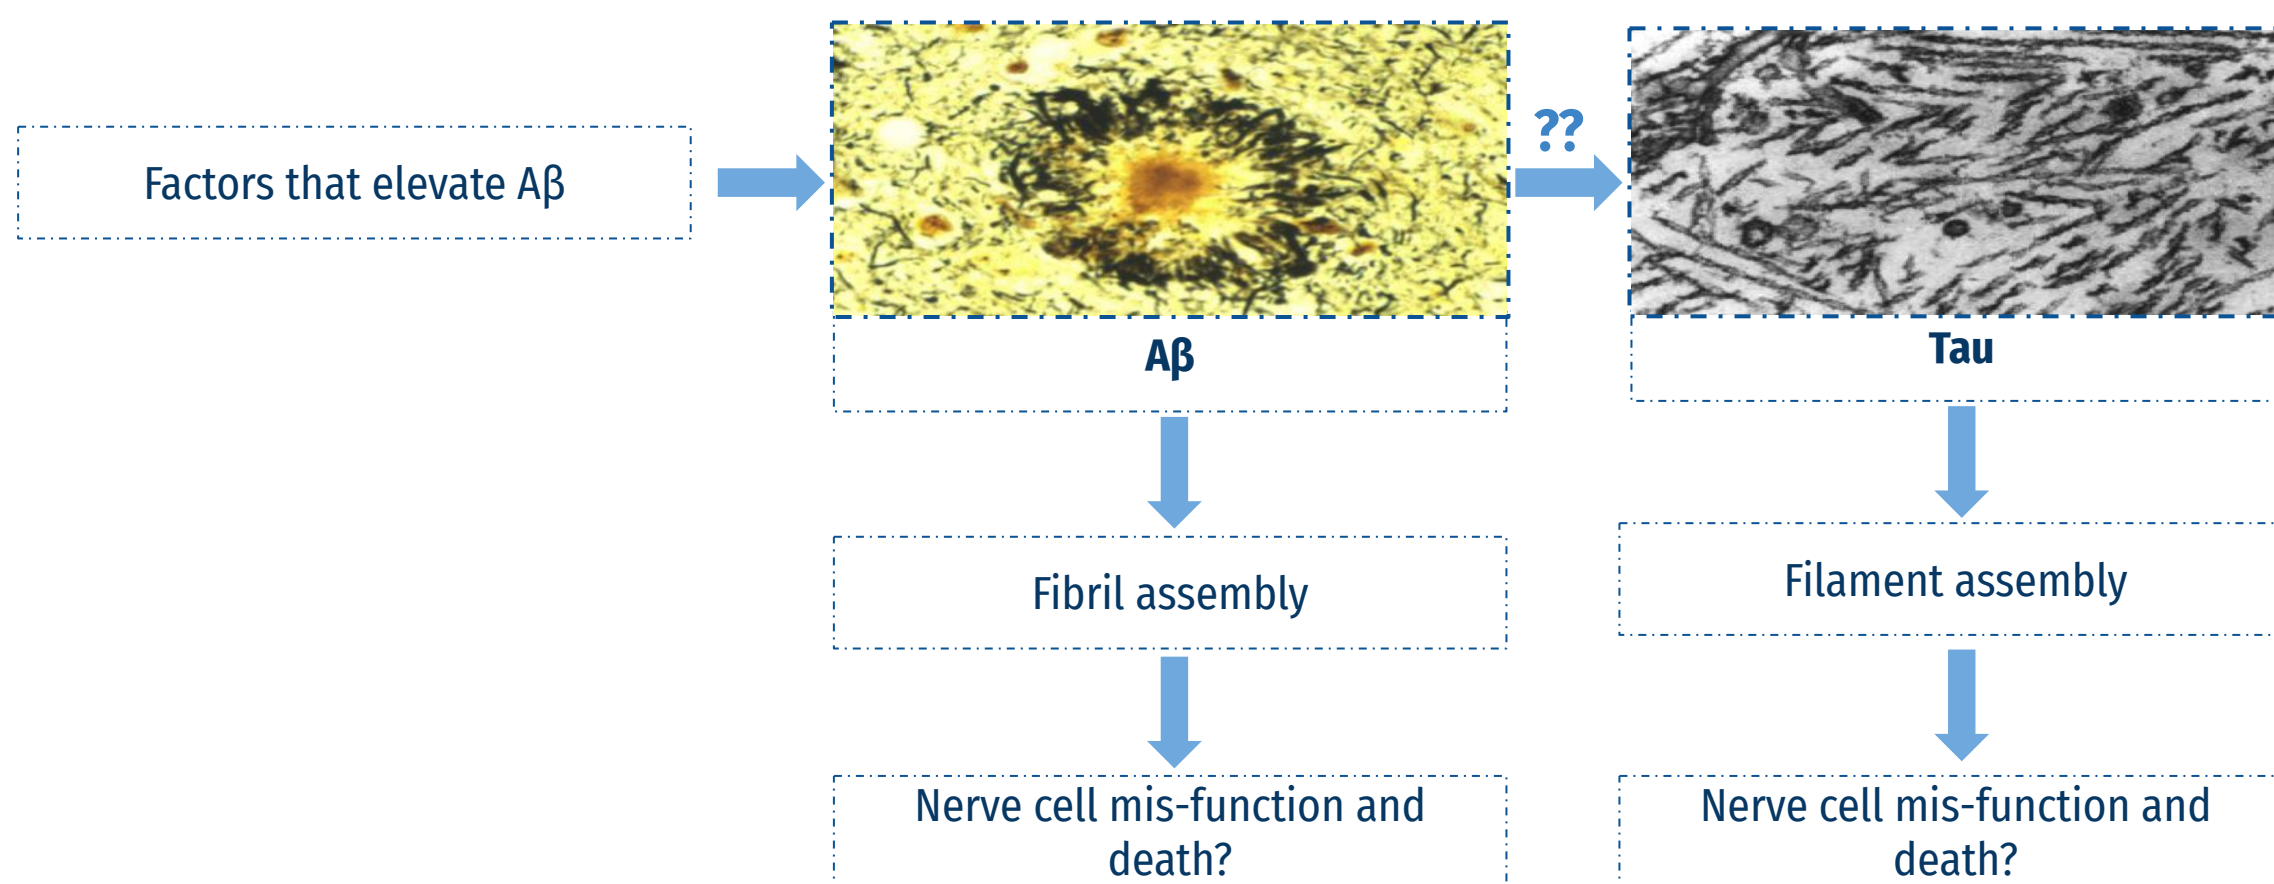 Factors that elevate Aβ
??
Aβ
Tau
Fibril assembly
Filament assembly
Nerve cell mis-function and
death?
Nerve cell mis-function and
death?